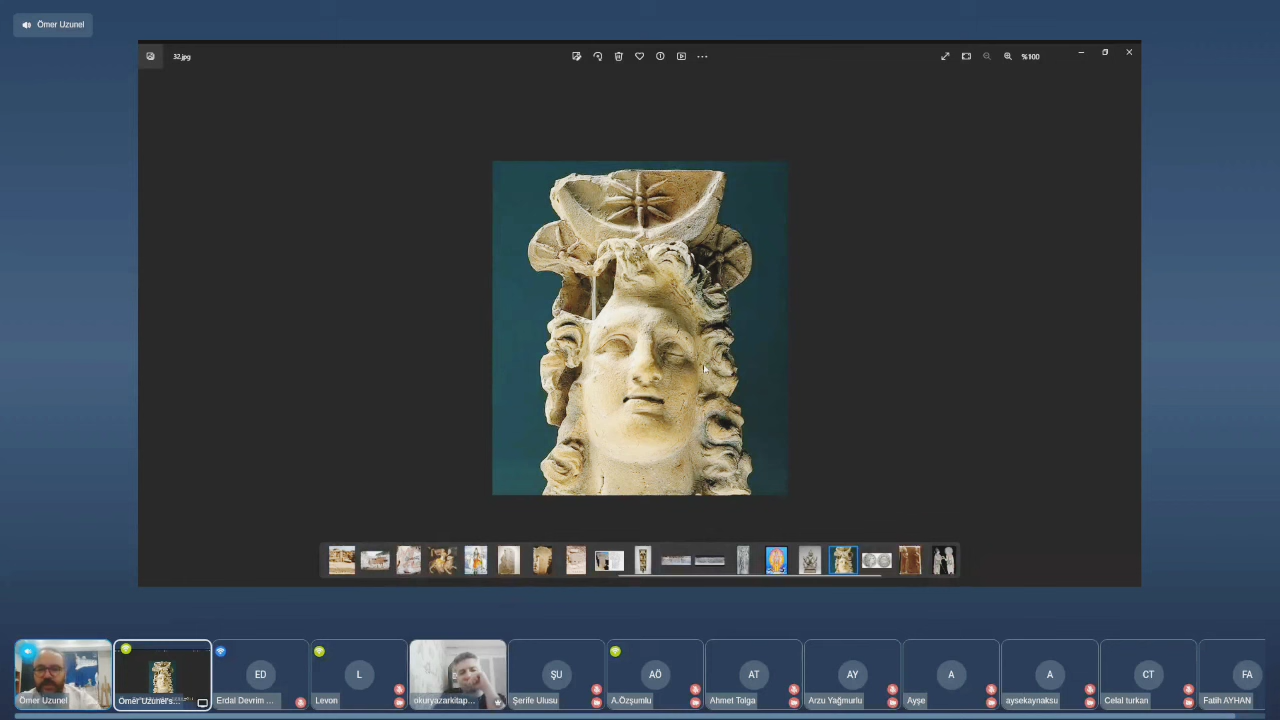 Ömer Uzunel
32.jpg
%100
ED
L
ŞU
AÖ
AT
AY
A
A
CT
FA
Ömer Uzunel
Ömer Uzunel's...
Erdal Devrim ...
Levon
okuryazarkitap...
Şerife Ulusu
A.Özşumlu
Ahmet Tolga
Arzu Yağmurlu
Ayşe
aysekaynaksu
Celal turkan
Fatih AYHAN